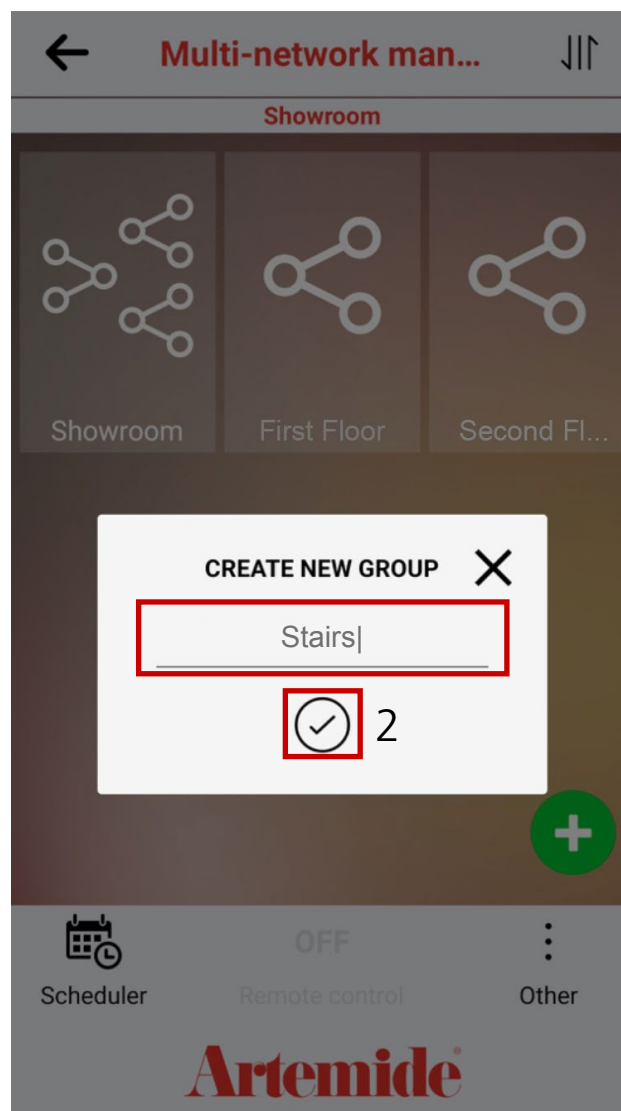 Multi-network man...
Showroom
Showroom First Floor Second Fl...
CREATE NEW GROUP
Stairs|
2
OFF
Scheduler Remote control Other
Artemide®